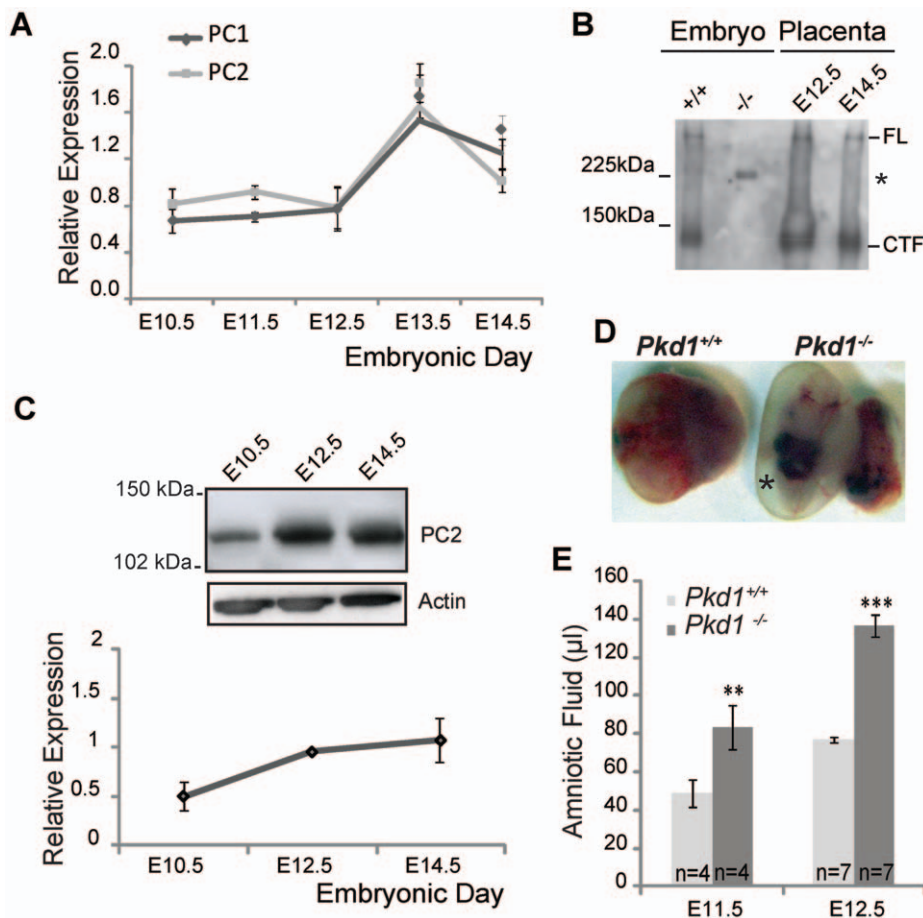 A
PC1
PC2
Relative Expression
2.0
1.6
1.2
0.8
0.4
0.0
E10.5 E11.5 E12.5 E13.5 E14.5
Embryonic Day
B
Embryo Placenta
+/+ -/- E12.5 E14.5
FL
225kDa
*
150kDa
CTF
C
E10.5 E12.5 E14.5
150 kDa
PC2
102 kDa
Actin
Relative Expression
2
1.5
1
0.5
0
E10.5 E12.5 E14.5
Embryonic Day
D
Pkd1+/+ Pkd1-/-
*
E
Amniotic Fluid (µl)
160
140
120
100
80
60
40
20
0
Pkd1+/+
Pkd1 -/-
** ***
n=4 n=4 n=7 n=7
E11.5 E12.5